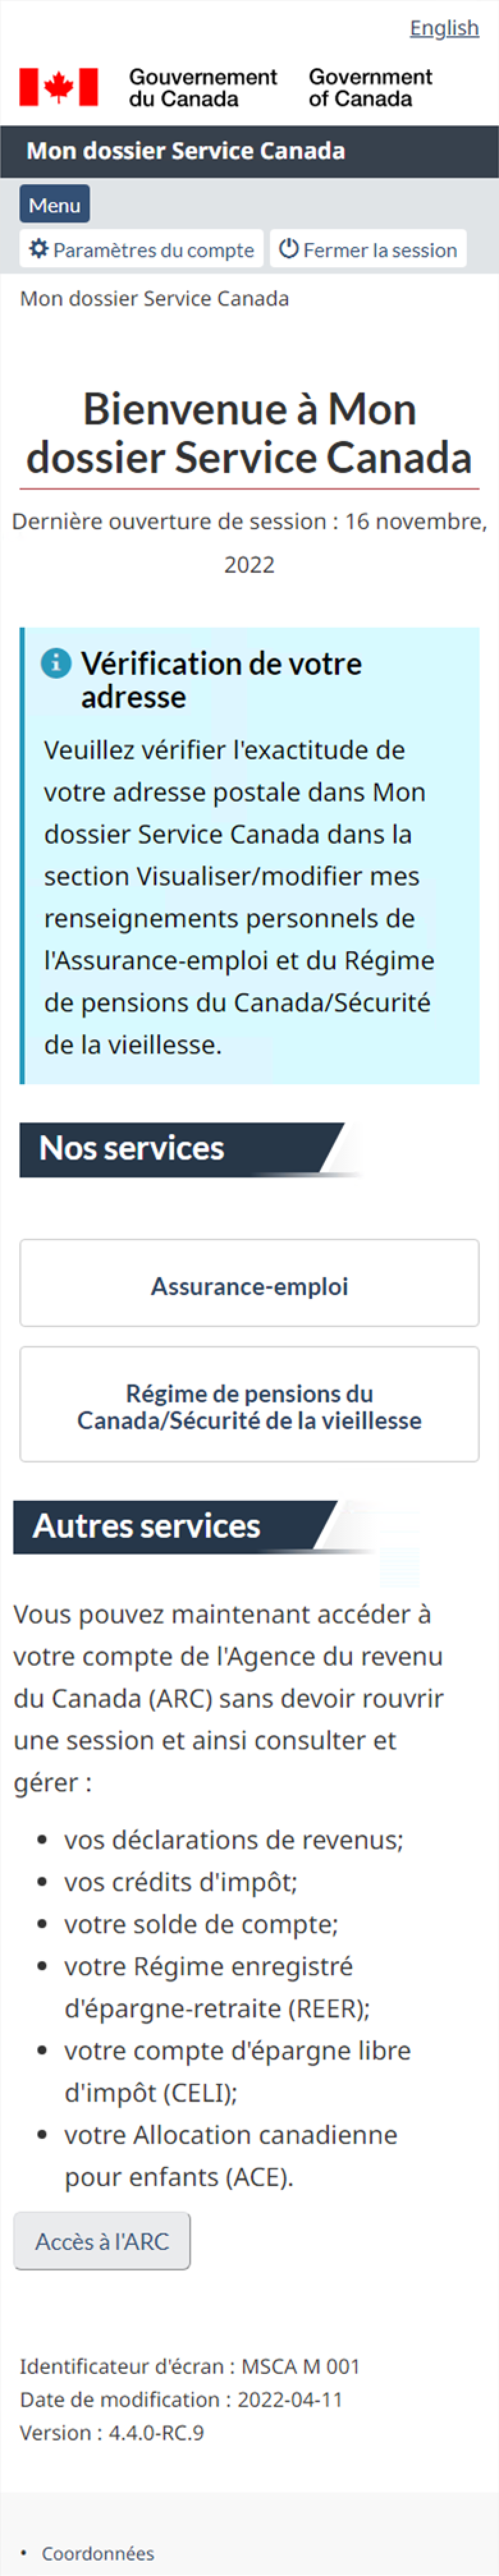 English
Gouvernement
du Canada
Government
of Canada
Mon dossier Service Canada
Menu
Paramètres du compte
Fermer la session
Mon dossier Service Canada
Bienvenue à Mon
dossier Service Canada
Dernière ouverture de session : 16 novembre,
2022
Vérification de votre
adresse
Veuillez vérifier l'exactitude de
votre adresse postale dans Mon
dossier Service Canada dans la
section Visualiser/modifier mes
renseignements personnels de
l'Assurance-emploi et du Régime
de pensions du Canada/Sécurité
de la vieillesse.
Nos services
Assurance-emploi
Régime de pensions du
Canada/Sécurité de la vieillesse
Autres services
Vous pouvez maintenant accéder à
votre compte de l'Agence du revenu
du Canada (ARC) sans devoir rouvrir
une session et ainsi consulter et
gérer :
• vos déclarations de revenus;
• vos crédits d'impôt;
• votre solde de compte;
• votre Régime enregistré
d'épargne-retraite (REER);
• votre compte d'épargne libre
d'impôt (CELI);
• votre Allocation canadienne
pour enfants (ACE).
Accès à l'ARC
Identificateur d'écran : MSCA M 001
Date de modification : 2022-04-11
Version : 4.4.0-RC.9
• Coordonnées